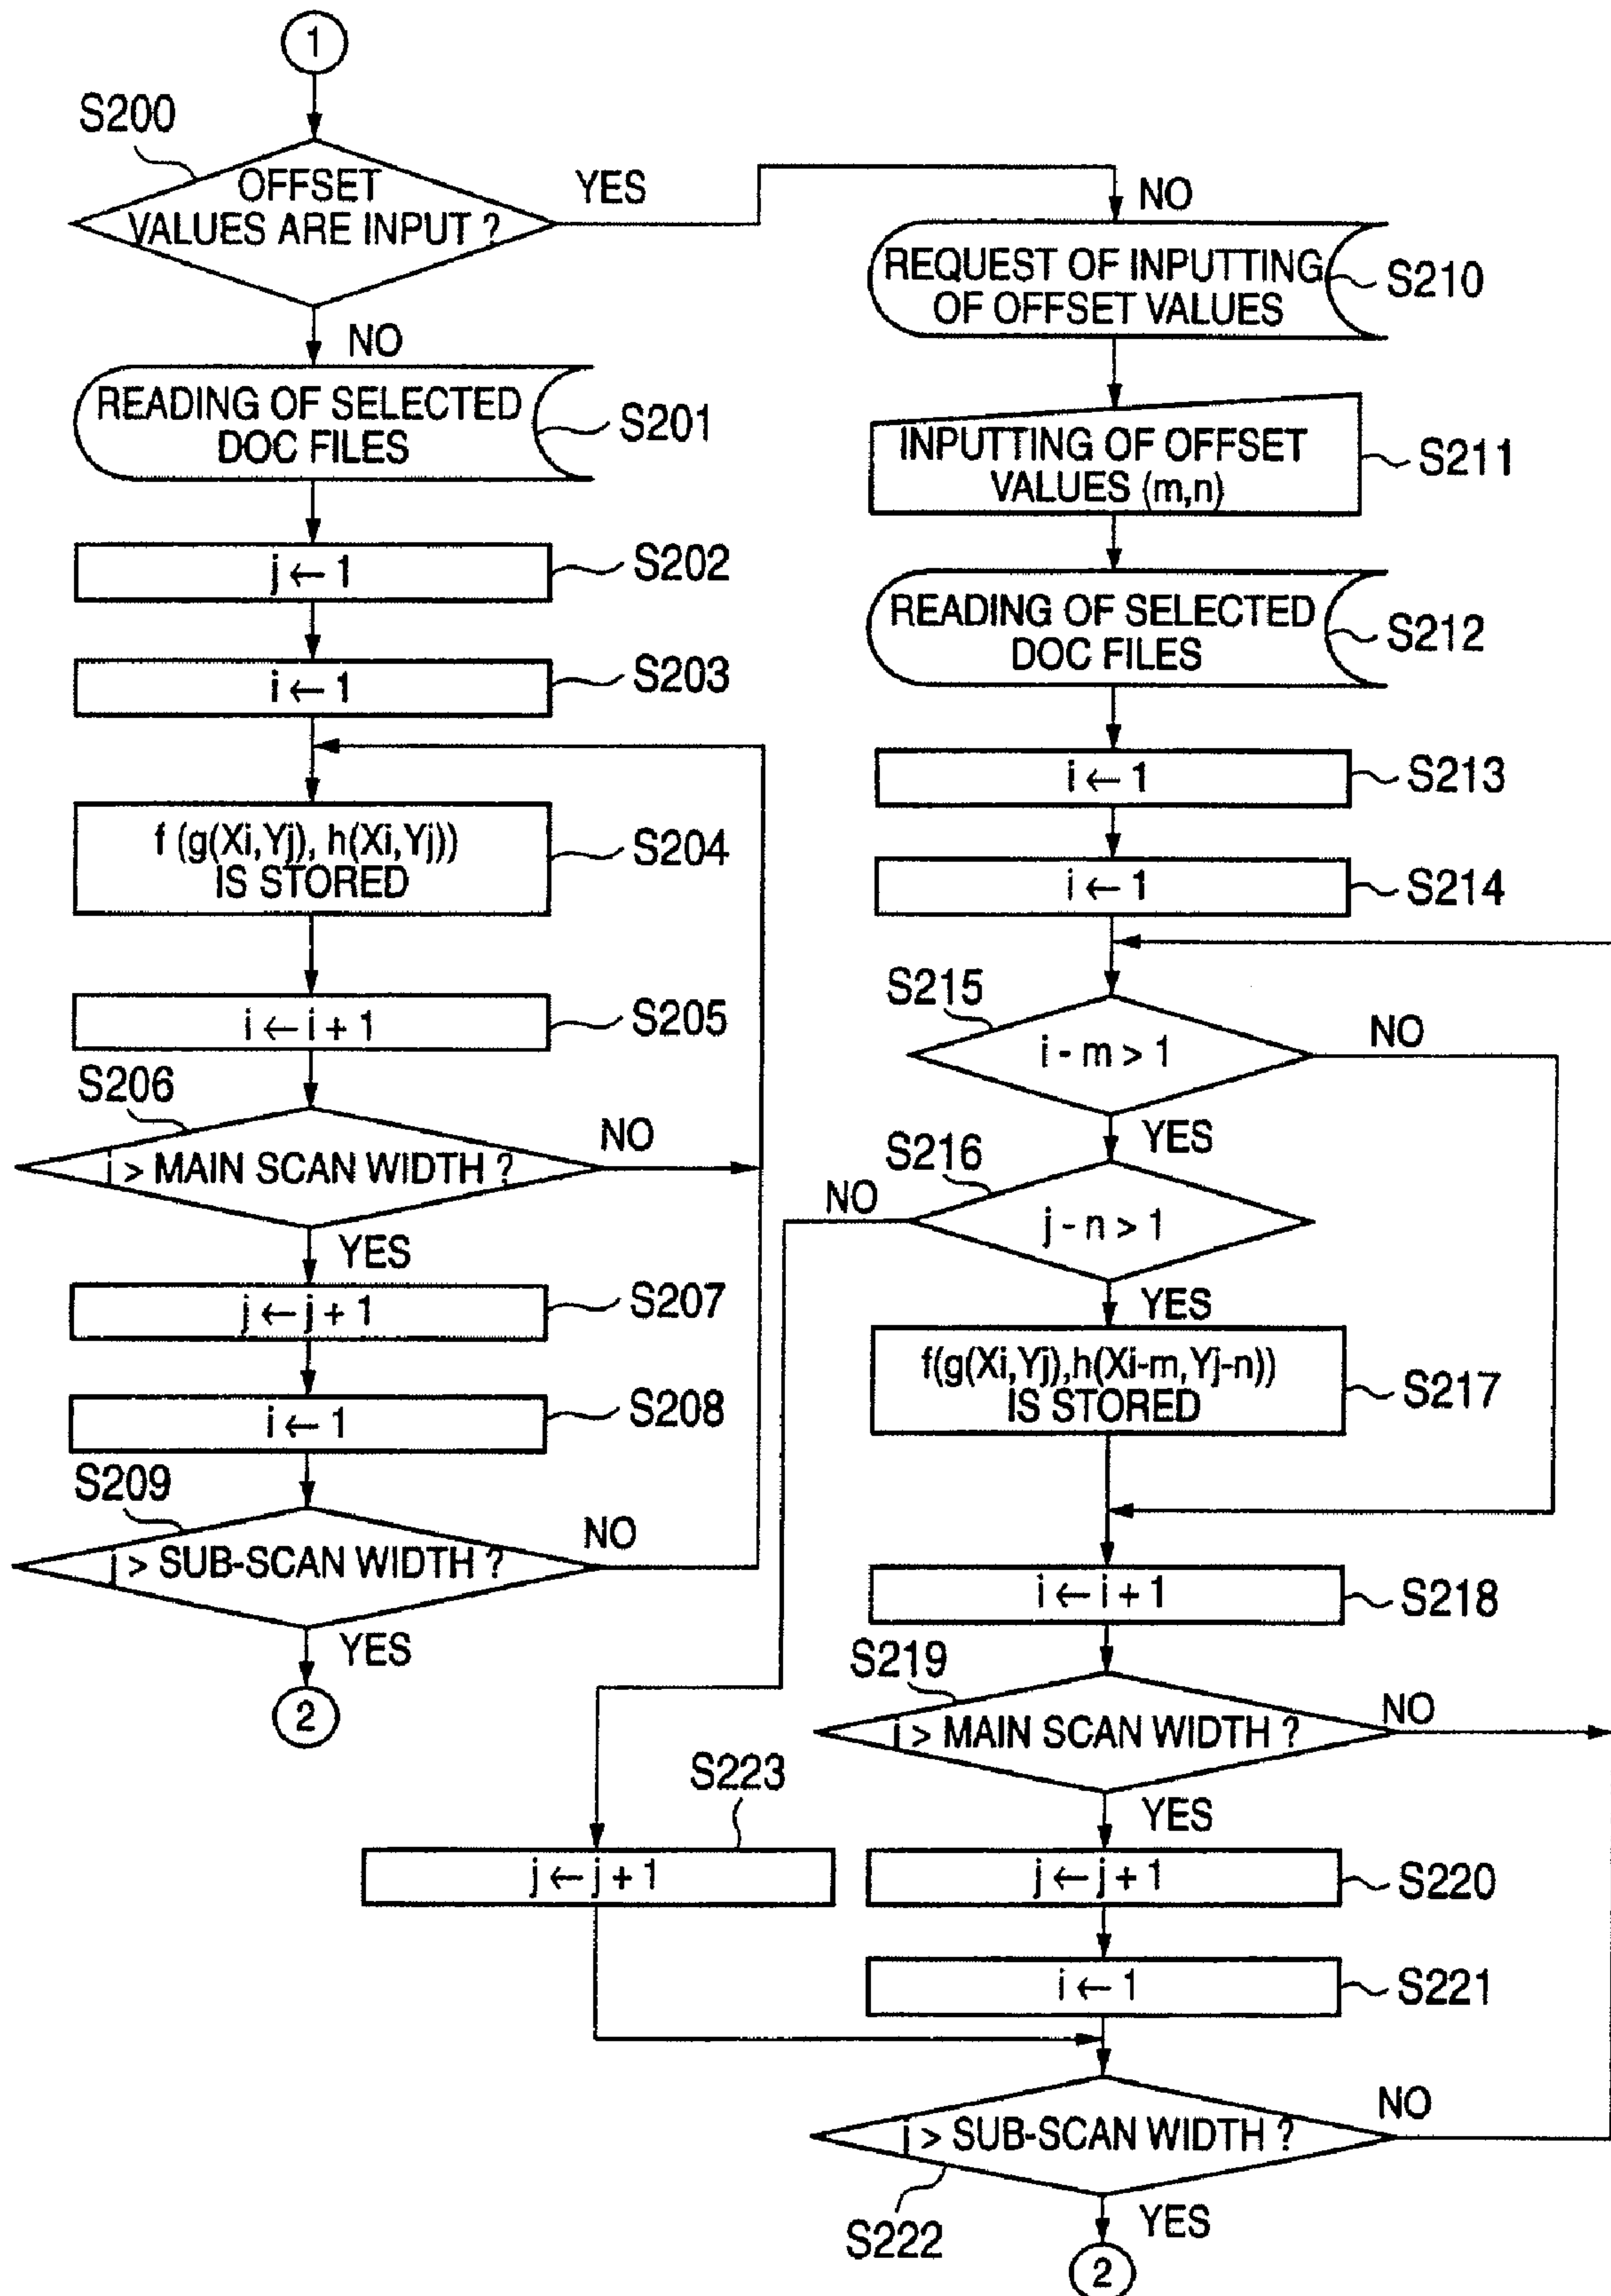 1
S200
OFFSET
VALUES ARE INPUT ?
YES
NO
READING OF SELECTED
DOC FILES
S201
j ← 1
S202
i ← 1
S203
f (g(Xi,Yj), h(Xi,Yj))
IS STORED
S204
i ← i + 1
S205
S206
i > MAIN SCAN WIDTH ?
NO
YES
j ← j + 1
S207
i ← 1
S208
S209
j > SUB-SCAN WIDTH ?
NO
YES
2
NO
REQUEST OF INPUTTING
OF OFFSET VALUES
S210
INPUTTING OF OFFSET
VALUES (m,n)
S211
READING OF SELECTED
DOC FILES
S212
i ← 1
S213
i ← 1
S214
S215
i - m > 1
NO
YES
S216
j - n > 1
NO
YES
f(g(Xi,Yj),h(Xi-m,Yj-n))
IS STORED
S217
i ← i + 1
S218
S219
i > MAIN SCAN WIDTH ?
NO
YES
S223
j ← j + 1
j ← j + 1
S220
i ← 1
S221
j > SUB-SCAN WIDTH ?
NO
S222
YES
2